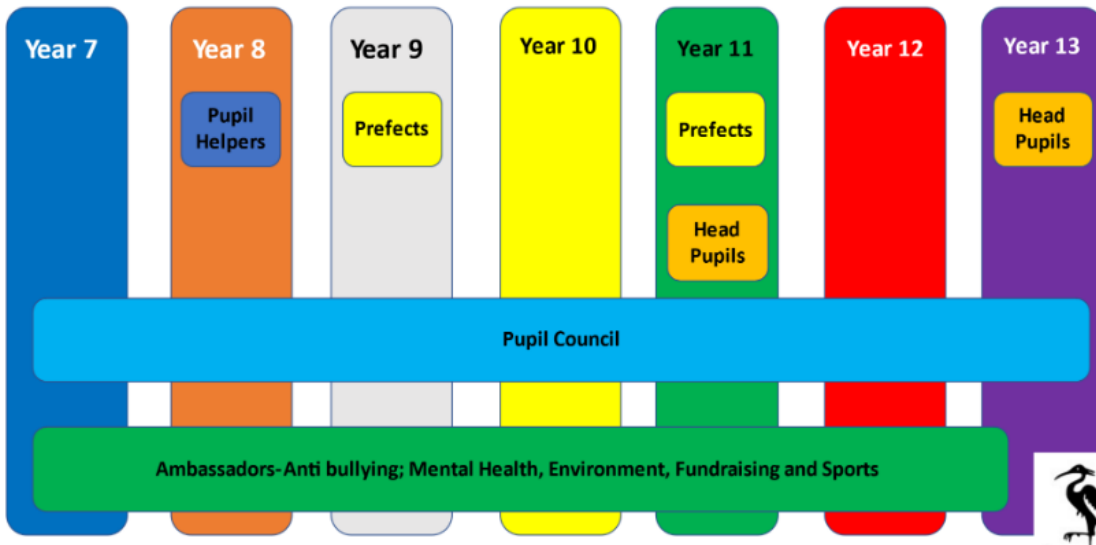 Year 7
Year 8
Year 9
Year 10
Year 11
Year 12
Year 13
Pupil
Helpers
Prefects
Prefects
Head
Pupils
Head
Pupils
Pupil Council
Ambassadors-Anti bullying; Mental Health, Environment, Fundraising and Sports